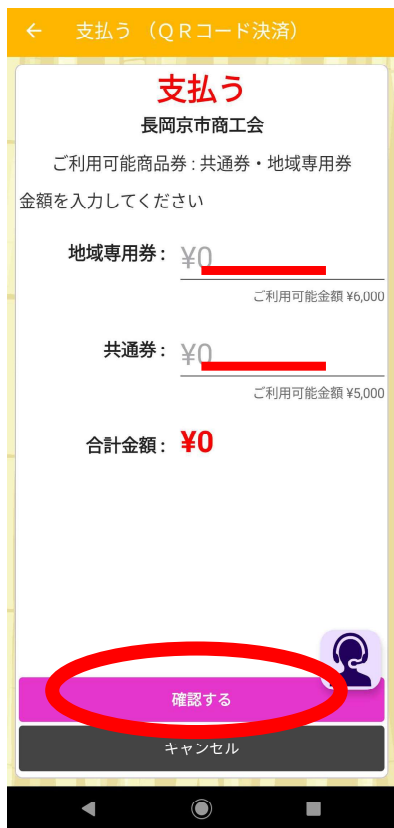 支払う （ＱＲコード決済）
支払う
長岡京市商工会
ご利用可能商品券 : 共通券・地域専用券
金額を入力してください
地域専用券 : ¥0
ご利用可能金額 ¥6,000
共通券 : ¥0
ご利用可能金額 ¥5,000
合計金額 : ¥0
確認する
キャンセル